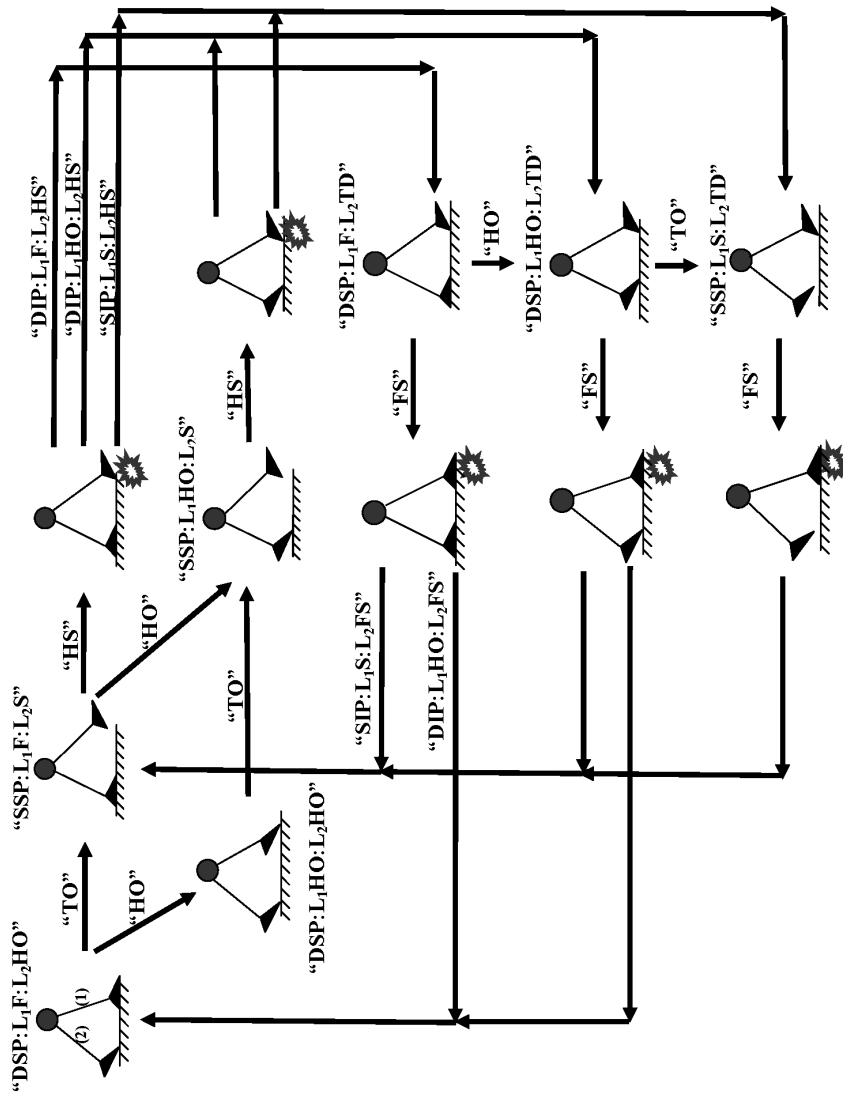 “DSP:L₁F:L₂HO”
“SSP:L₁F:L₂S”
“DIP:L₁F:L₂HS”
“TO”
“HS”
“DIP:L₁HO:L₂HS”
(1)
(2)
“SIP:L₁S:L₂HS”
“HO”
“HO”
“SSP:L₁HO:L₂S”
“TO”
“HS”
“DSP:L₁HO:L₂HO”
“DSP:L₁F:L₂TD”
“SIP:L₁S:L₂FS”
“FS”
“DIP:L₁HO:L₂FS”
“HO”
“DSP:L₁HO:L₂TD”
“FS”
“TO”
“SSP:L₁S:L₂TD”
“FS”